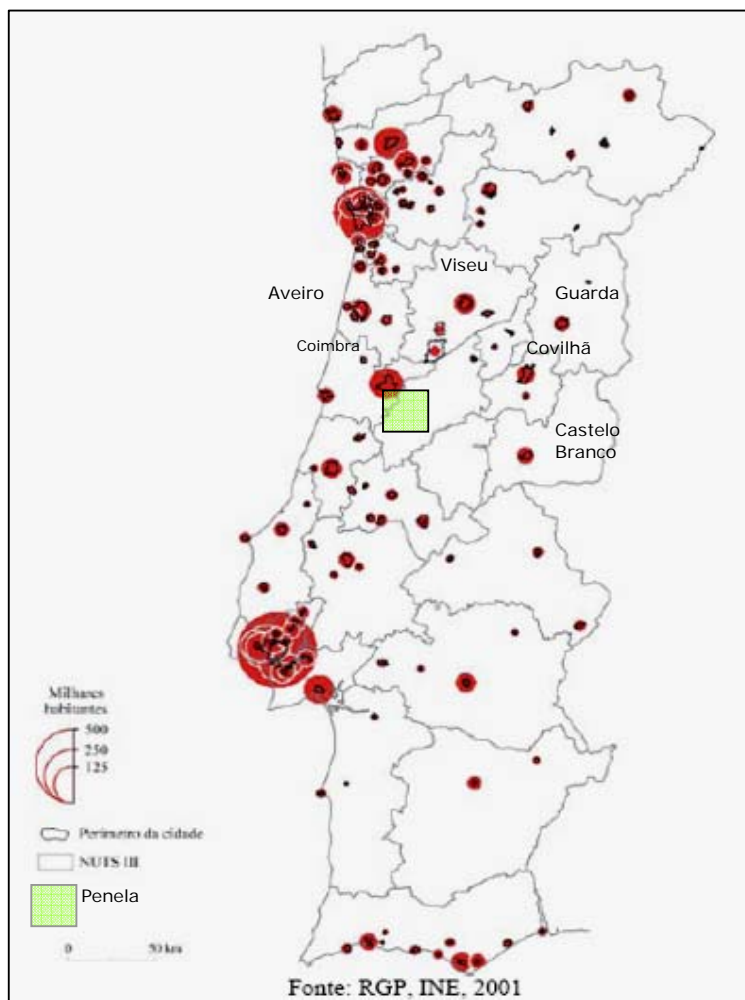 Viseu
Aveiro
Guarda
Coimbra
Covilhã
Castelo
Branco
Milhares
habitantes
500
250
125
Perímetro da cidade
NUTS III
Penela
0 50 km
Fonte: RGP, INE, 2001